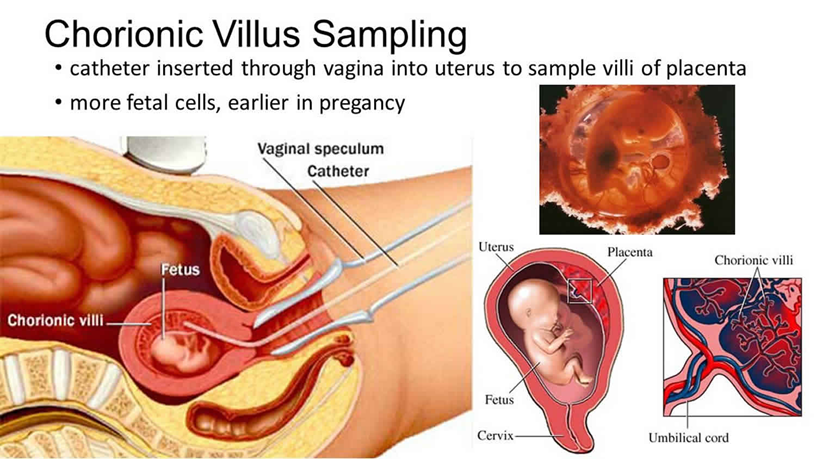 Chorionic Villus Sampling
• catheter inserted through vagina into uterus to sample villi of placenta
• more fetal cells, earlier in pregancy
Vaginal speculum
Catheter
Fetus
Chorionic villi
Uterus
Placenta
Chorionic villi
Fetus
Cervix
Umbilical cord